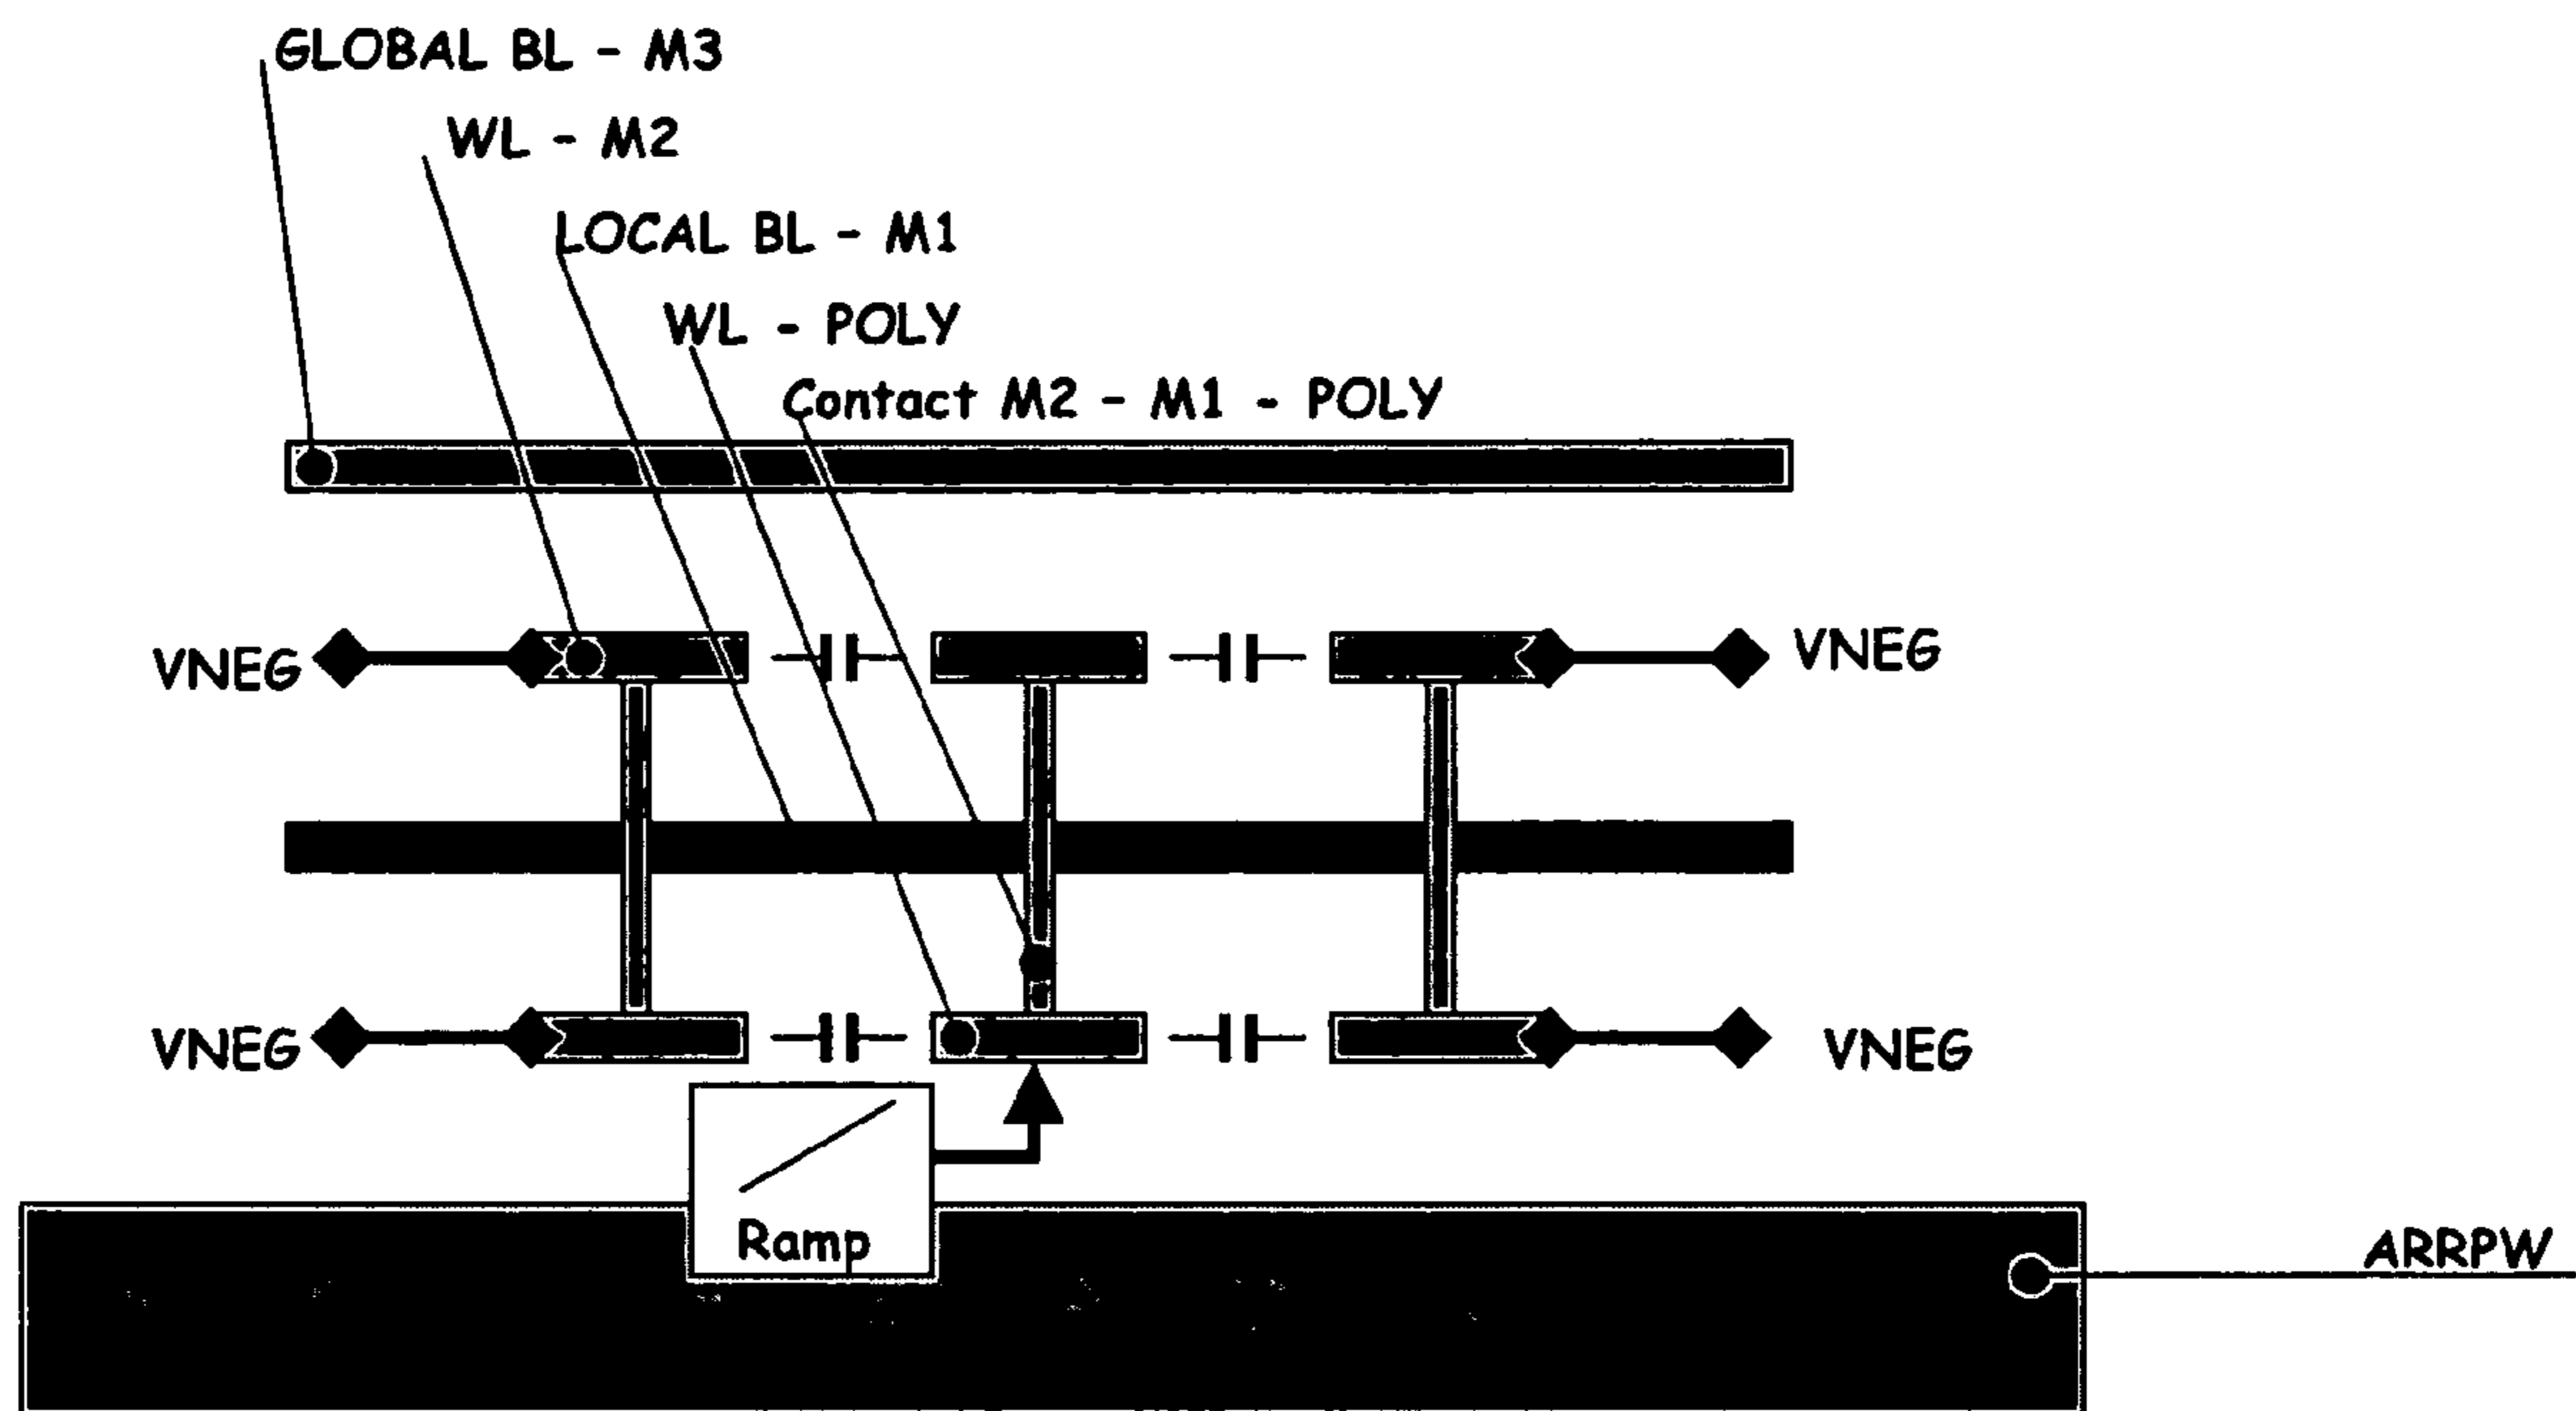 GLOBAL BL - M3
WL - M2
LOCAL BL - M1
WL - POLY
Contact M2 - M1 - POLY
VNEG
VNEG
VNEG
VNEG
Ramp
ARRPW